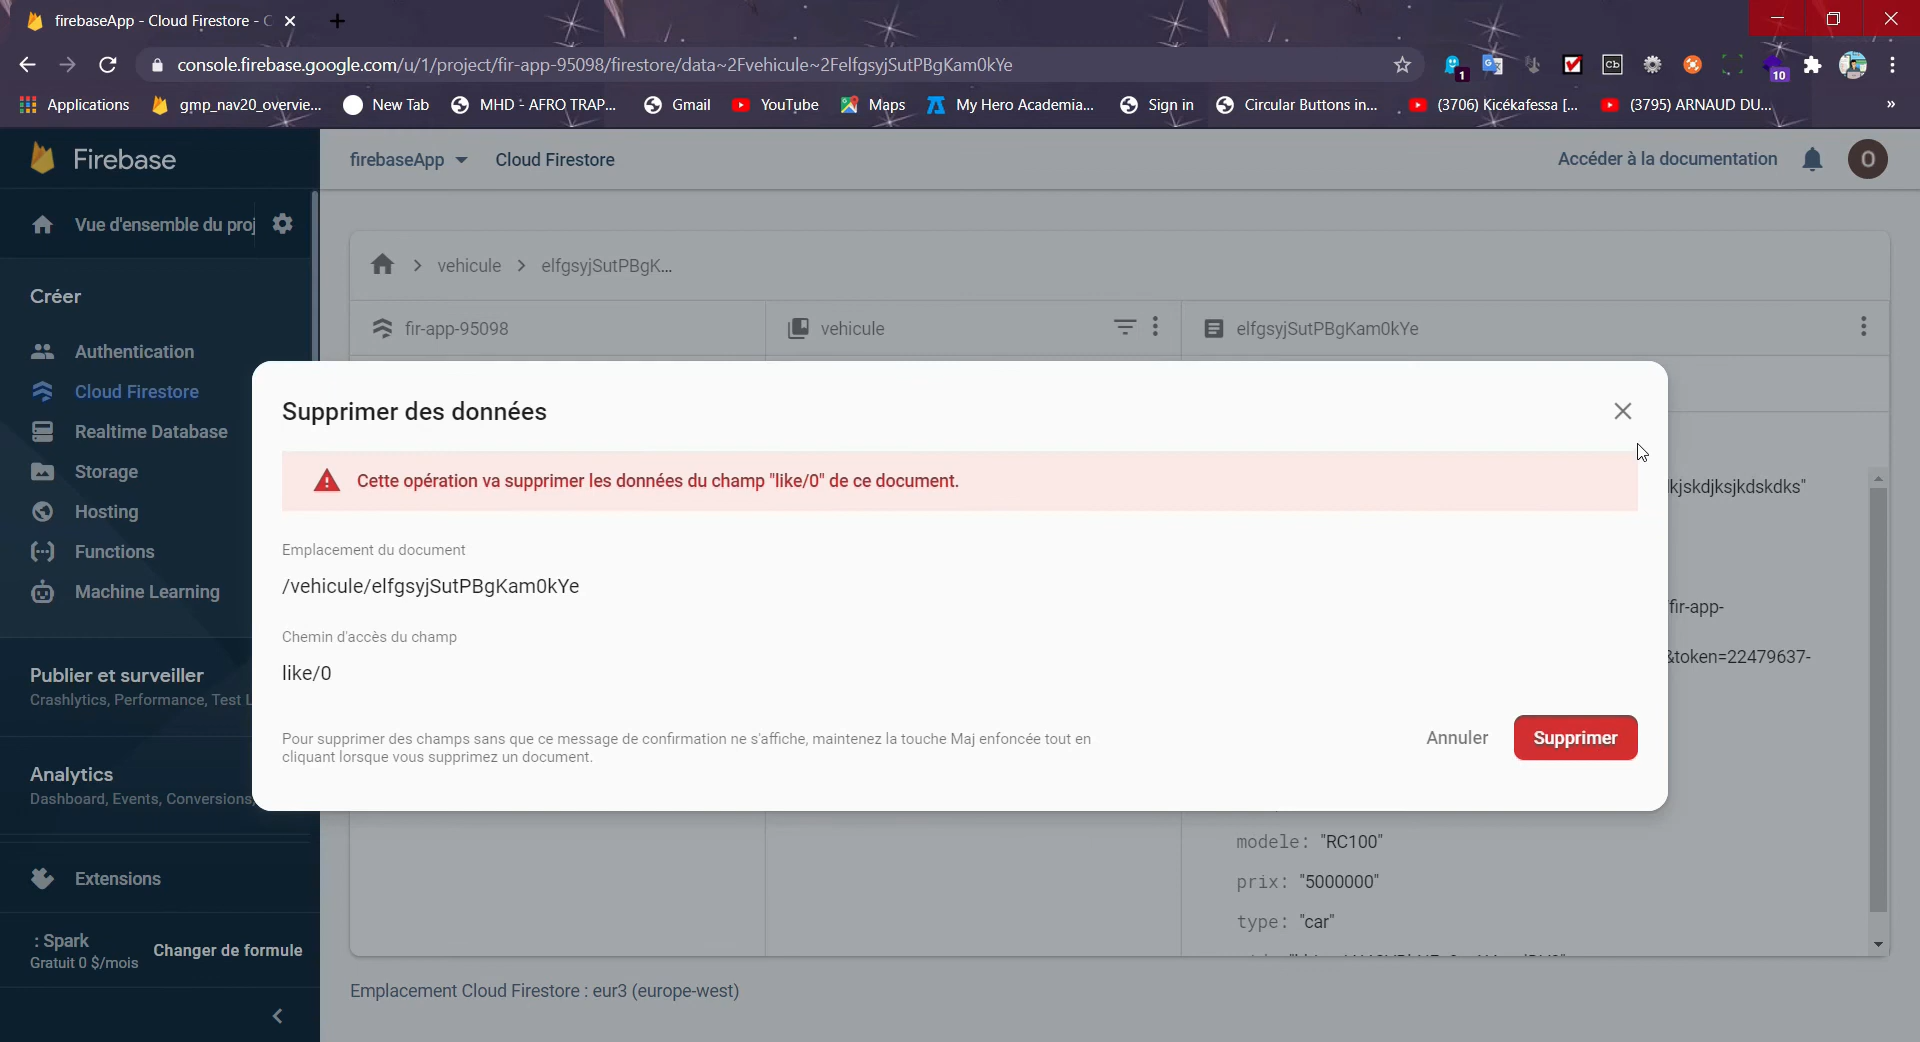 firebaseApp - Cloud Firestore - C
console.firebase.google.com/u/1/project/fir-app-95098/firestore/data~2Fvehicule~2FelfgsyjSutPBgKam0kYe
1
Cb
10
Applications
gmp_nav20_overvie...
New Tab
MHD - AFRO TRAP...
Gmail
YouTube
Maps
My Hero Academia...
Sign in
Circular Buttons in...
(3706) Kicékafessa [...
(3795) ARNAUD DU...
»
Firebase
firebaseApp
Cloud Firestore
Accéder à la documentation
O
Vue d'ensemble du proj
vehicule
elfgsyjSutPBgK...
Créer
fir-app-95098
vehicule
elfgsyjSutPBgKam0kYe
Authentication
Cloud Firestore
Realtime Database
Storage
Hosting
Functions
Machine Learning
Supprimer des données
Cette opération va supprimer les données du champ "like/0" de ce document.
lkjskdjksjkdskdks"
Emplacement du document
/vehicule/elfgsyjSutPBgKam0kYe
fir-app-
Chemin d'accès du champ
like/0
&token=22479637-
Publier et surveiller
Crashlytics, Performance, Test L
Pour supprimer des champs sans que ce message de confirmation ne s'affiche, maintenez la touche Maj enfoncée tout en
cliquant lorsque vous supprimez un document.
Annuler
Supprimer
Analytics
Dashboard, Events, Conversions,
modele: "RC100"
prix: "5000000"
type: "car"
Extensions
: Spark
Gratuit 0 $/mois
Changer de formule
Emplacement Cloud Firestore : eur3 (europe-west)